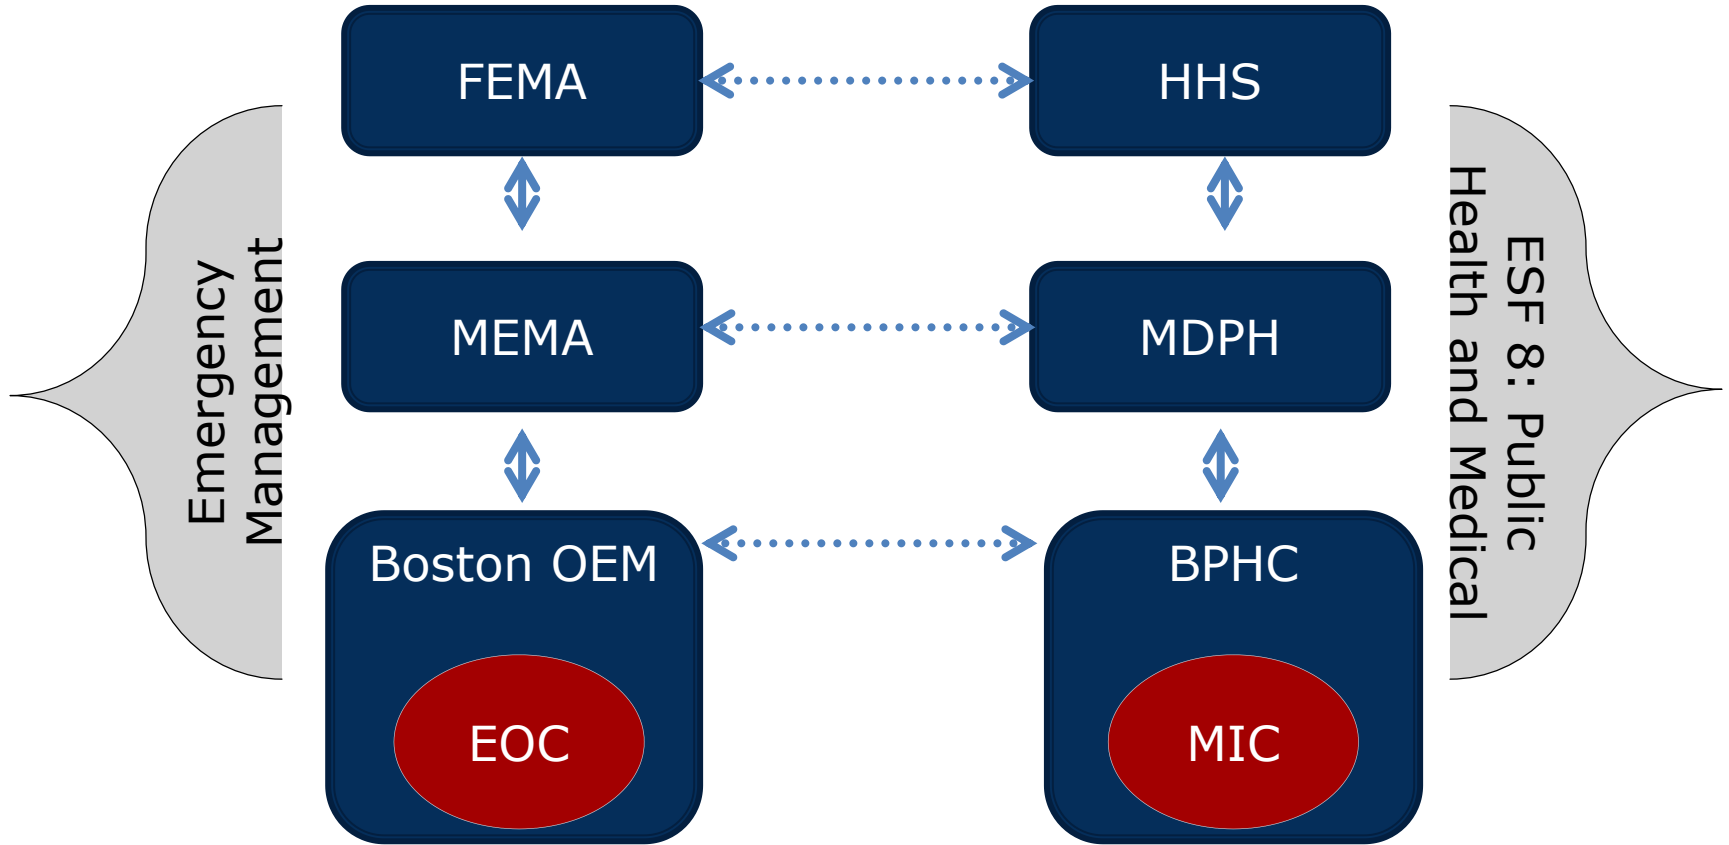 FEMA
HHS
Emergency
Management
MEMA
MDPH
ESF 8: Public
Health and Medical
Boston OEM
BPHC
EOC
MIC